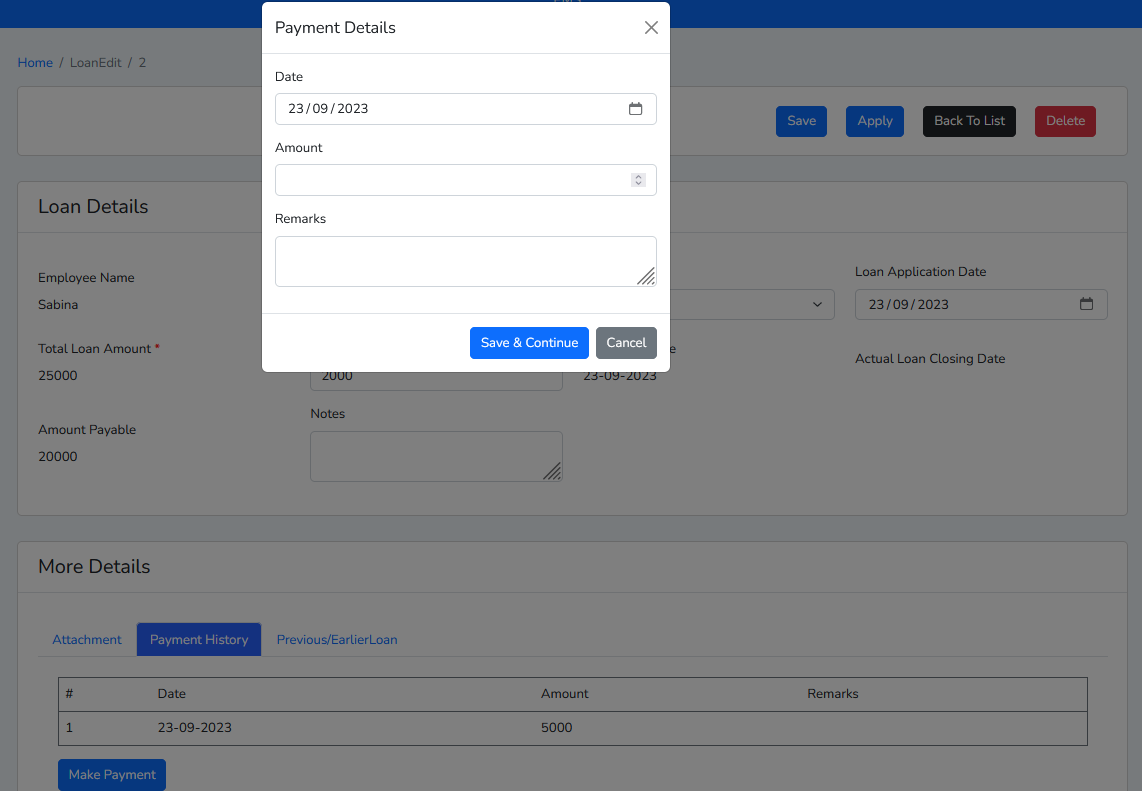 Payment Details
Date
23/09/2023
Amount
Remarks
Save & Continue Cancel
Home / LoanEdit / 2
Save Apply Back To List Delete
Loan Details
Employee Name
Sabina
Loan Application Date
23/09/2023
Total Loan Amount *
25000
2000
23-09-2023
Actual Loan Closing Date
Amount Payable
20000
Notes
More Details
Attachment Payment History Previous/EarlierLoan
# Date Amount Remarks
1 23-09-2023 5000
Make Payment